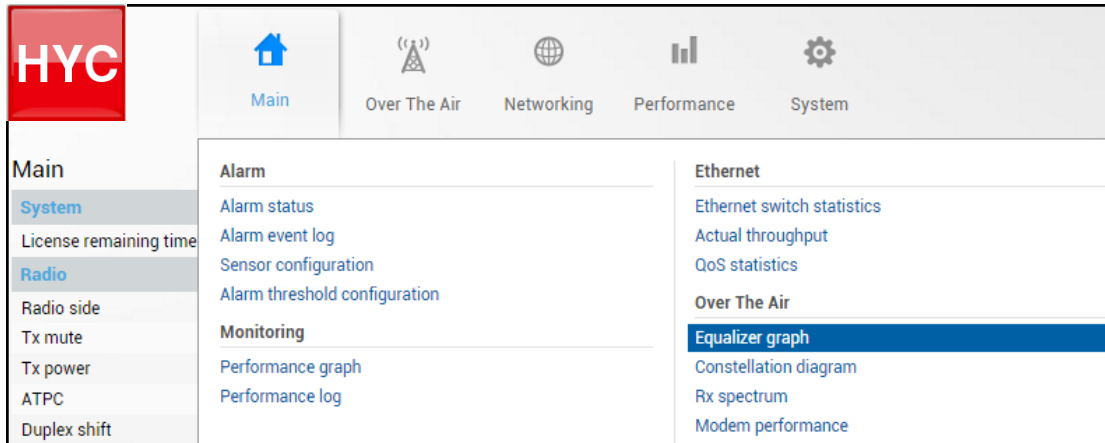 HYC
Main
Over The Air
Networking
Performance
System
Main
System
License remaining time
Radio
Radio side
Tx mute
Tx power
ATPC
Duplex shift
Alarm
Alarm status
Alarm event log
Sensor configuration
Alarm threshold configuration
Monitoring
Performance graph
Performance log
Ethernet
Ethernet switch statistics
Actual throughput
QoS statistics
Over The Air
Equalizer graph
Constellation diagram
Rx spectrum
Modem performance